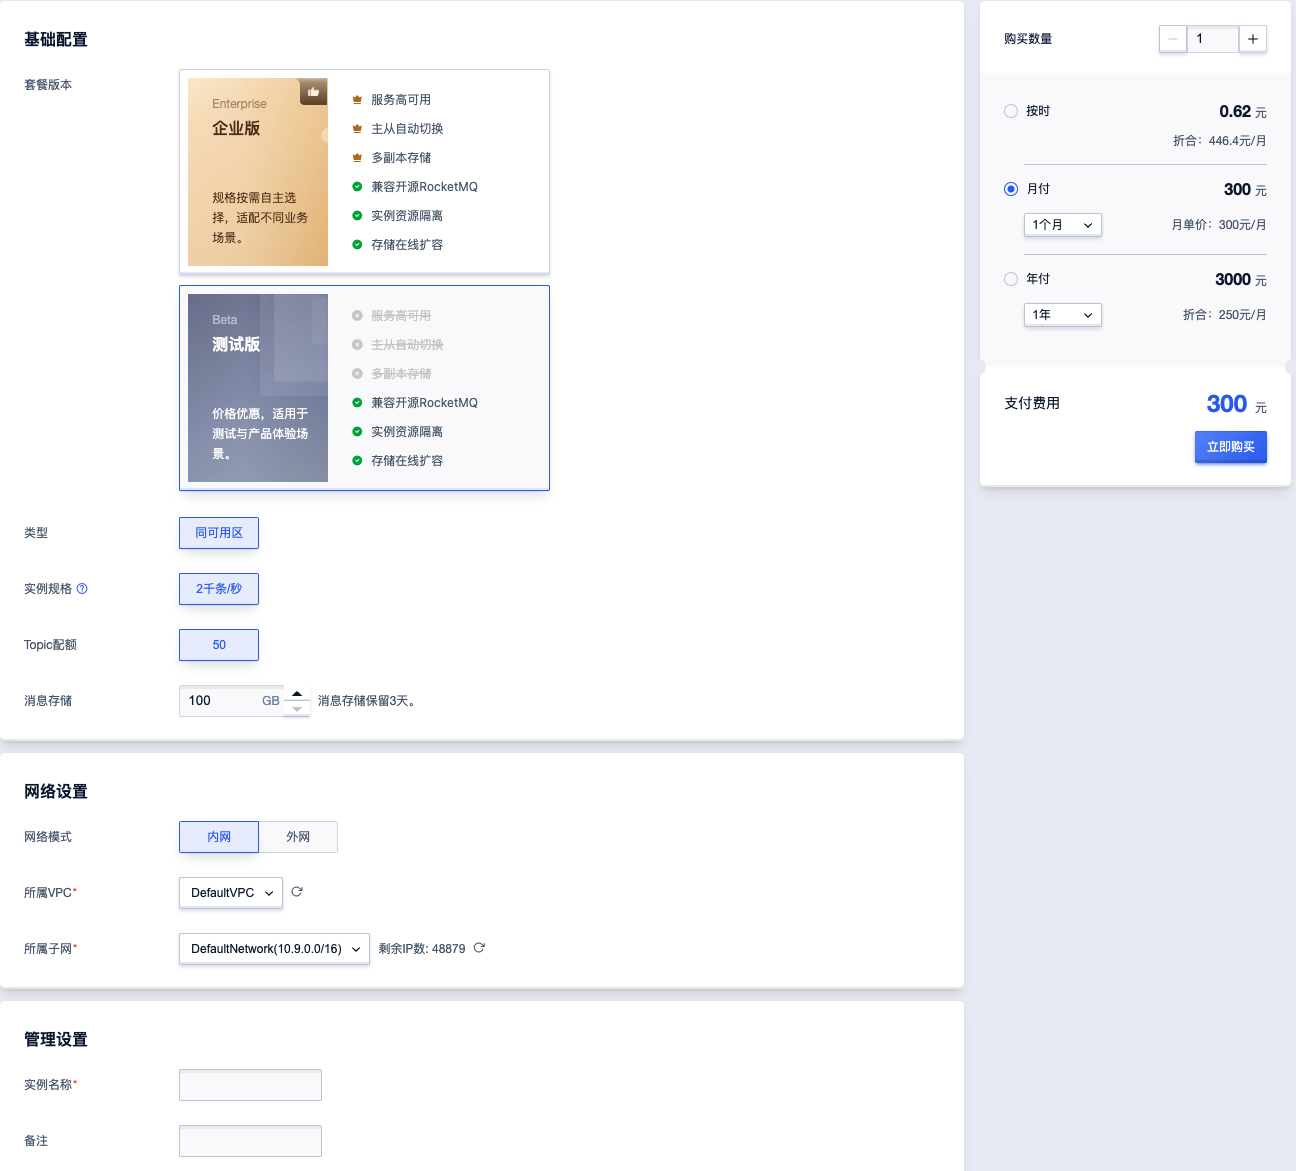 基础配置
套餐版本
Enterprise
企业版
规格按需自主选
择，适配不同业务
场景。
服务高可用
主从自动切换
多副本存储
兼容开源RocketMQ
实例资源隔离
存储在线扩容
Beta
测试版
价格优惠，适用于
测试与产品体验场
景。
服务高可用
主从自动切换
多副本存储
兼容开源RocketMQ
实例资源隔离
存储在线扩容
类型
同可用区
实例规格
2千条/秒
Topic配额
50
消息存储
100 GB 消息存储保留3天。
网络设置
网络模式
内网 外网
所属VPC*
DefaultVPC
所属子网*
DefaultNetwork(10.9.0.0/16) 剩余IP数: 48879
管理设置
实例名称*
备注
购买数量
1
按时 0.62 元
折合：446.4元/月
月付 300 元
1个月 月单价：300元/月
年付 3000 元
1年 折合：250元/月
支付费用 300 元
立即购买